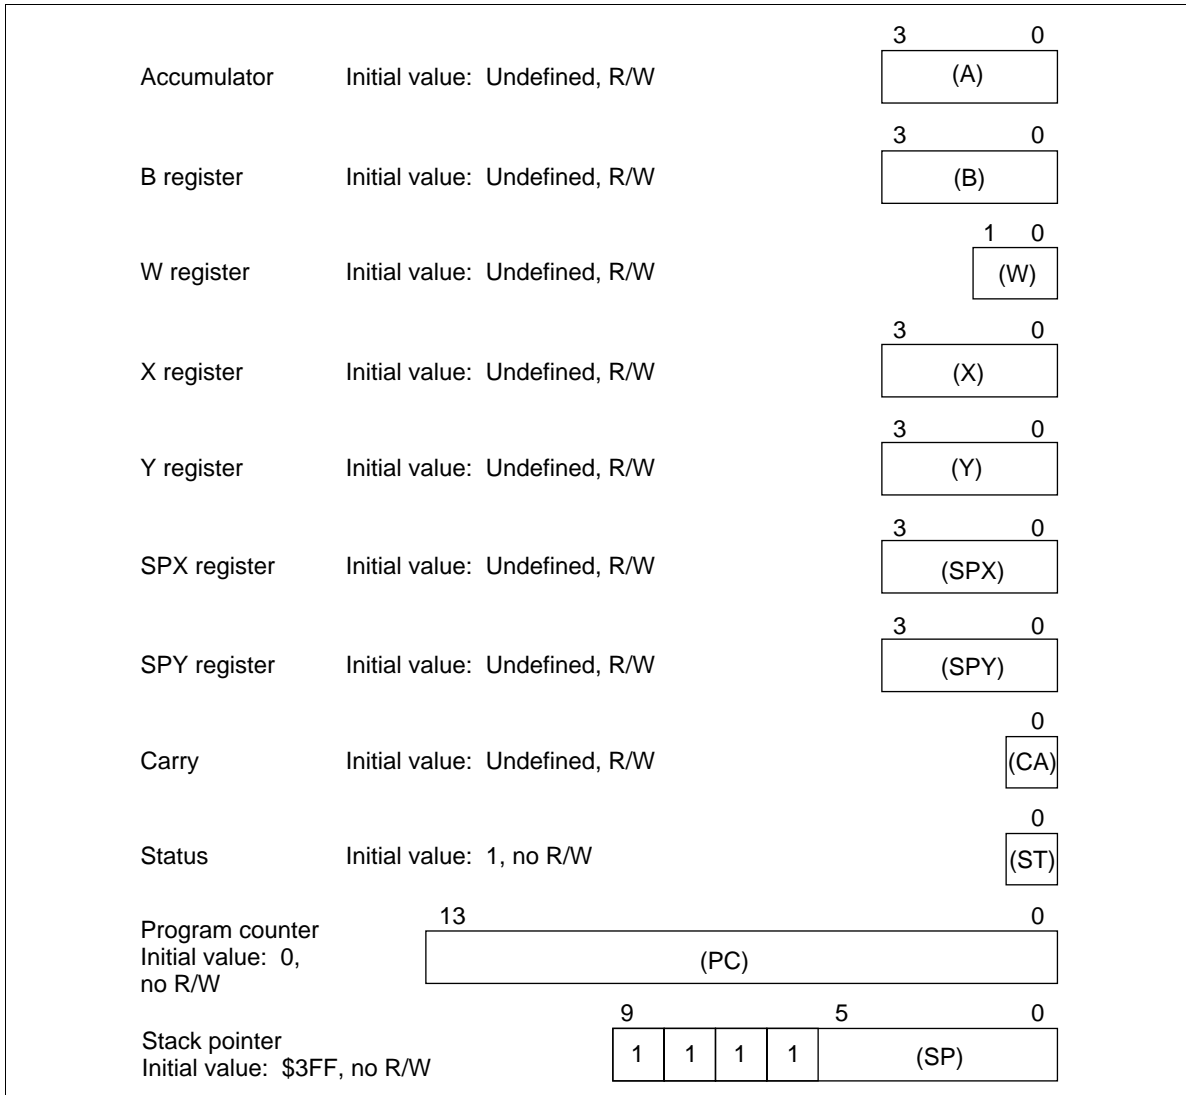 3 0
Accumulator Initial value: Undefined, R/W (A)
3 0
B register Initial value: Undefined, R/W (B)
1 0
W register Initial value: Undefined, R/W (W)
3 0
X register Initial value: Undefined, R/W (X)
3 0
Y register Initial value: Undefined, R/W (Y)
3 0
SPX register Initial value: Undefined, R/W (SPX)
3 0
SPY register Initial value: Undefined, R/W (SPY)
0
Carry Initial value: Undefined, R/W (CA)
0
Status Initial value: 1, no R/W (ST)
13 0
Program counter
Initial value: 0, (PC)
no R/W
9 5 0
Stack pointer 1 1 1 1 (SP)
Initial value: $3FF, no R/W